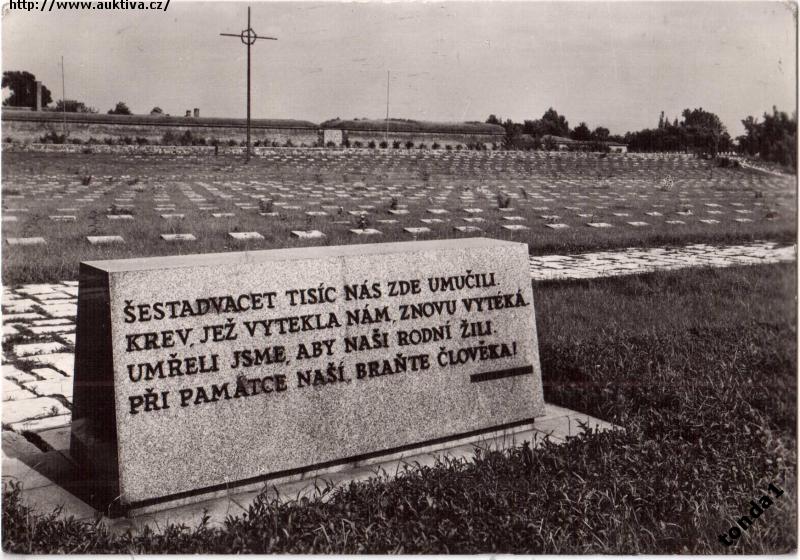 http://www.auktiva.cz/
ŠESTADVACET TISÍC NÁS ZDE UMUČILI.
KREV, JEŽ VYTEKLA NÁM, ZNOVU VYTÉKÁ.
UMŘELI JSME, ABY NAŠI RODNÍ ŽILI.
PŘI PAMÁTCE NAŠÍ, BRAŇTE ČLOVĚKA!
tonda1